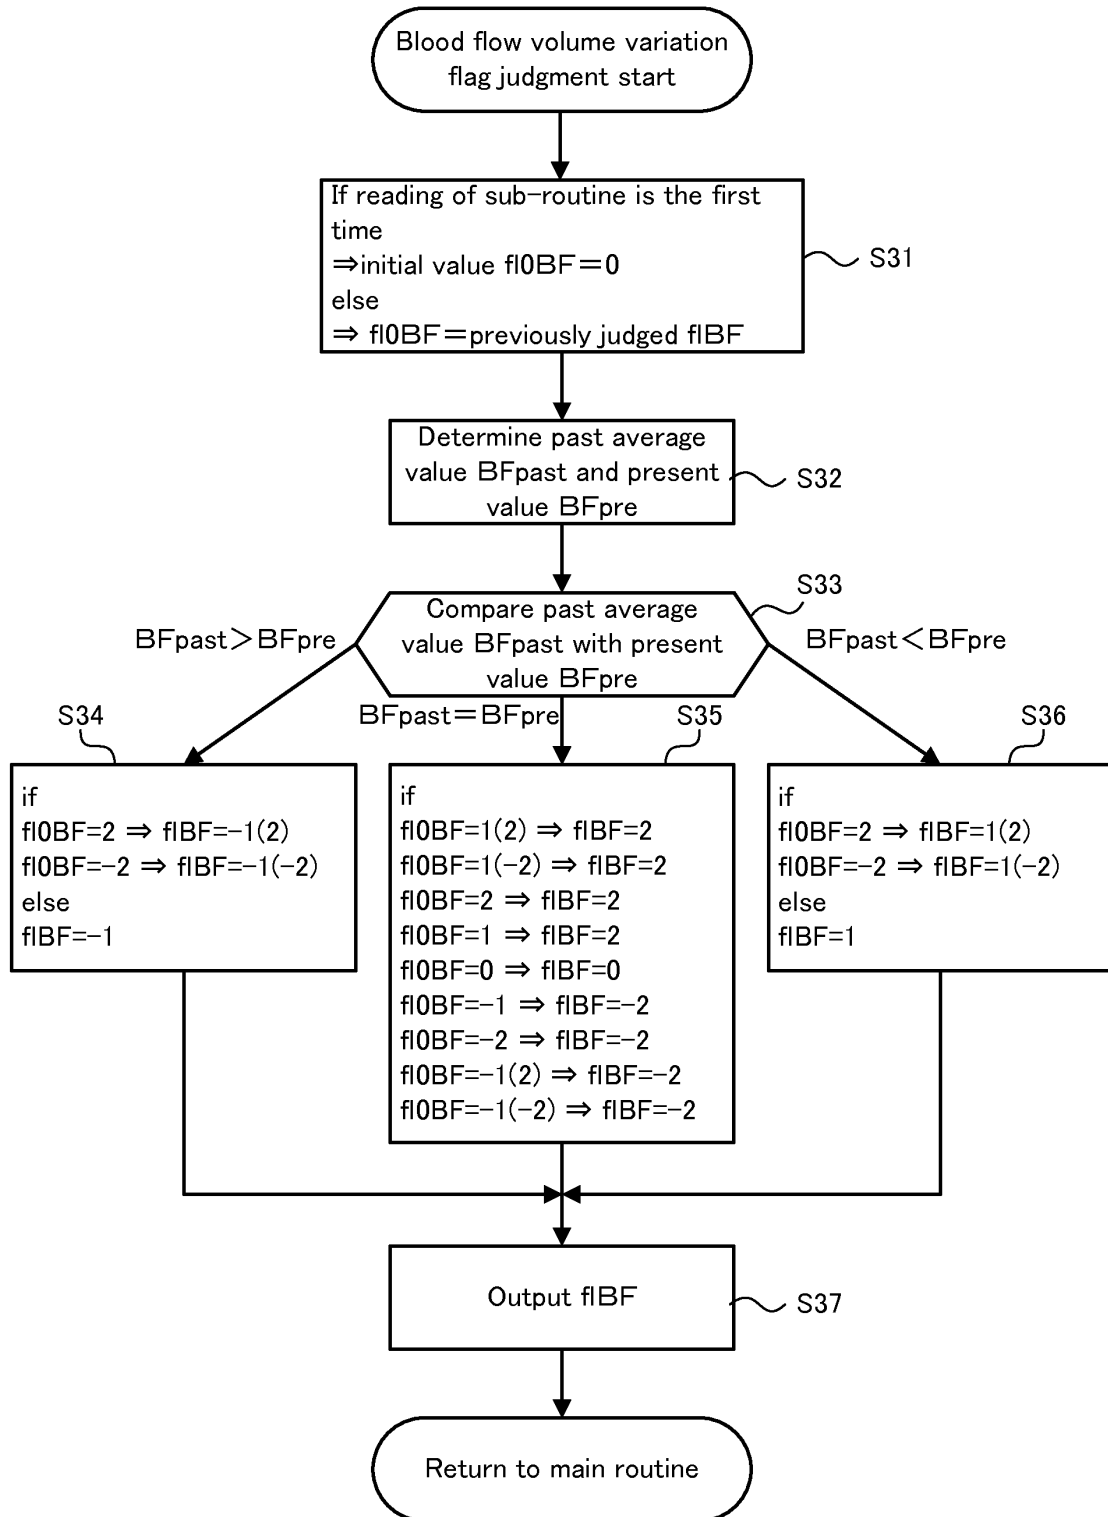 Blood flow volume variation
flag judgment start
If reading of sub-routine is the first
time
⇒initial value fl0BF=0
else
⇒ fl0BF=previously judged flBF
S31
Determine past average
value BFpast and present
value BFpre
S32
Compare past average
value BFpast with present
value BFpre
S33
BFpast>BFpre
BFpast=BFpre
BFpast<BFpre
S34
if
fl0BF=2 ⇒ flBF=-1(2)
fl0BF=-2 ⇒ flBF=-1(-2)
else
flBF=-1
S35
if
fl0BF=1(2) ⇒ flBF=2
fl0BF=1(-2) ⇒ flBF=2
fl0BF=2 ⇒ flBF=2
fl0BF=1 ⇒ flBF=2
fl0BF=0 ⇒ flBF=0
fl0BF=-1 ⇒ flBF=-2
fl0BF=-2 ⇒ flBF=-2
fl0BF=-1(2) ⇒ flBF=-2
fl0BF=-1(-2) ⇒ flBF=-2
S36
if
fl0BF=2 ⇒ flBF=1(2)
fl0BF=-2 ⇒ flBF=1(-2)
else
flBF=1
Output flBF
S37
Return to main routine